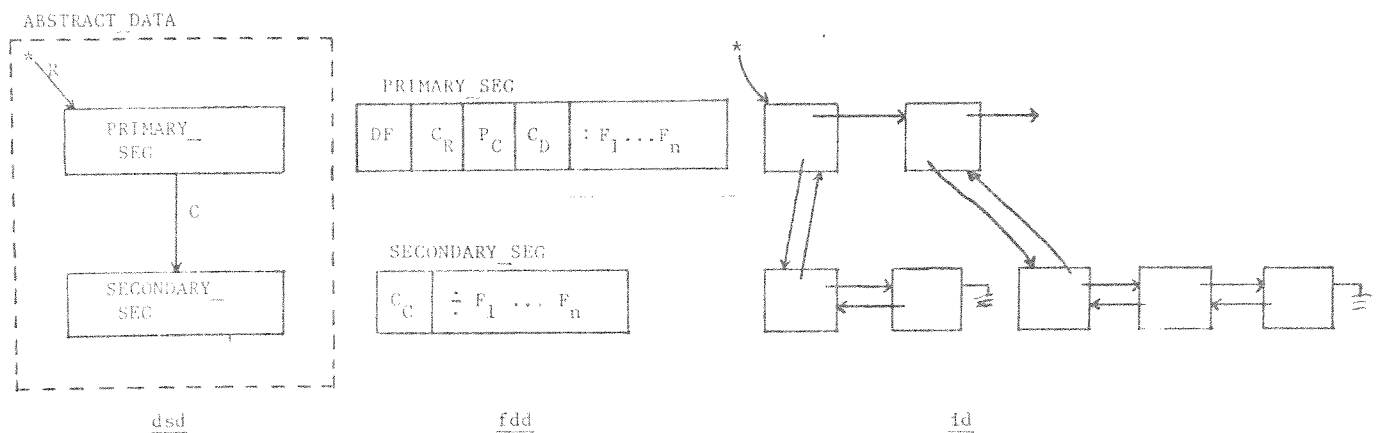 ABSTRACT_DATA
* R
PRIMARY_
SEG
C
SECONDARY_
SEG
dsd
PRIMARY_SEG
DF C_R P_C C_D : F_1 ... F_n
SECONDARY_SEG
C_C ÷ F_1 ... F_n
fdd
*
id